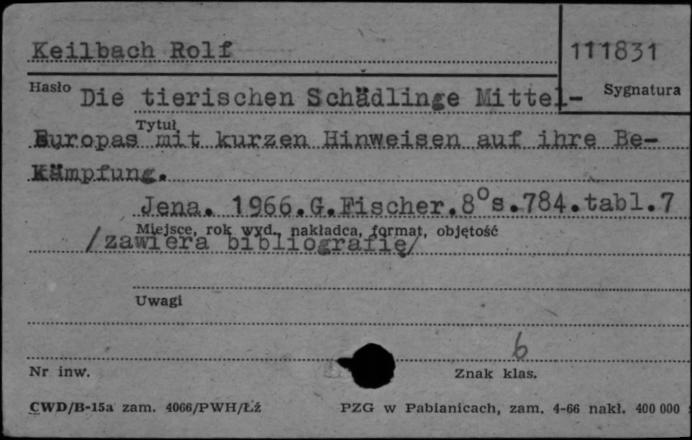 Keilbach Rolf
111831
Hasło
Sygnatura
Die tierischen Schädlinge Mittel-
Tytuł
Europas mit kurzen Hinweisen auf ihre Be-
Kämpfung.
Jena. 1966.G.Fischer.8°s.784.tabl.7
Miejsce, rok wyd., nakładca, format, objętość
/zawiera bibliografię/
Uwagi
6
Nr inw.
Znak klas.
CWD/B-15a zam. 4066/PWH/Łż
PZG w Pabianicach, zam. 4-66 nakł. 400 000